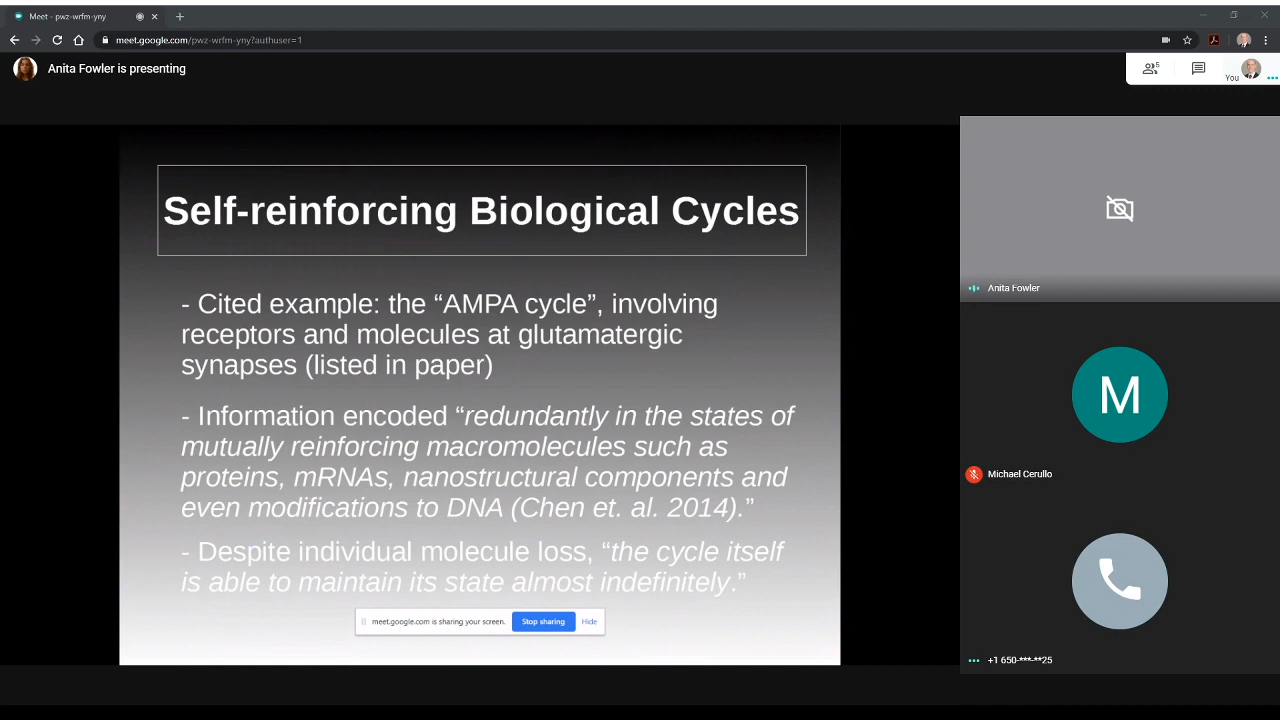 Meet - pwz-wrfm-yny
meet.google.com/pwz-wrfm-yny?authuser=1
Anita Fowler is presenting
5
You
Self-reinforcing Biological Cycles
- Cited example: the “AMPA cycle”, involving
receptors and molecules at glutamatergic
synapses (listed in paper)
- Information encoded “redundantly in the states of
mutually reinforcing macromolecules such as
proteins, mRNAs, nanostructural components and
even modifications to DNA (Chen et. al. 2014).”
- Despite individual molecule loss, “the cycle itself
is able to maintain its state almost indefinitely.”
meet.google.com is sharing your screen. Stop sharing Hide
Anita Fowler
M
Michael Cerullo
+1 650-***-**25